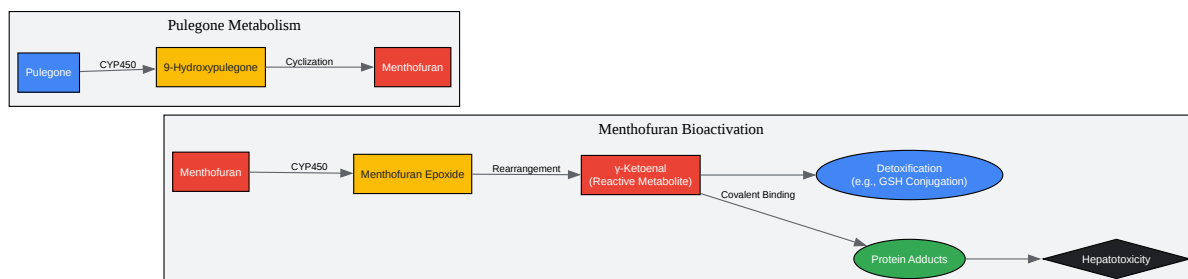 Pulegone Metabolism
Pulegone
CYP450
9-Hydroxypulegone
Cyclization
Menthofuran
Menthofuran Bioactivation
Menthofuran
CYP450
Menthofuran Epoxide
Rearrangement
γ-Ketoenal
(Reactive Metabolite)
Detoxification
(e.g., GSH Conjugation)
Covalent Binding
Protein Adducts
Hepatotoxicity